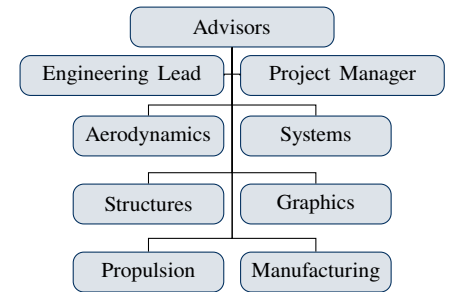 Advisors
Engineering Lead
Project Manager
Aerodynamics
Systems
Structures
Graphics
Propulsion
Manufacturing